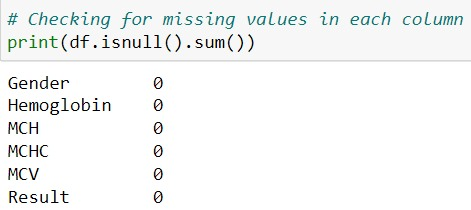 # Checking for missing values in each column
print(df.isnull().sum())
Gender 0
Hemoglobin 0
MCH 0
MCHC 0
MCV 0
Result 0